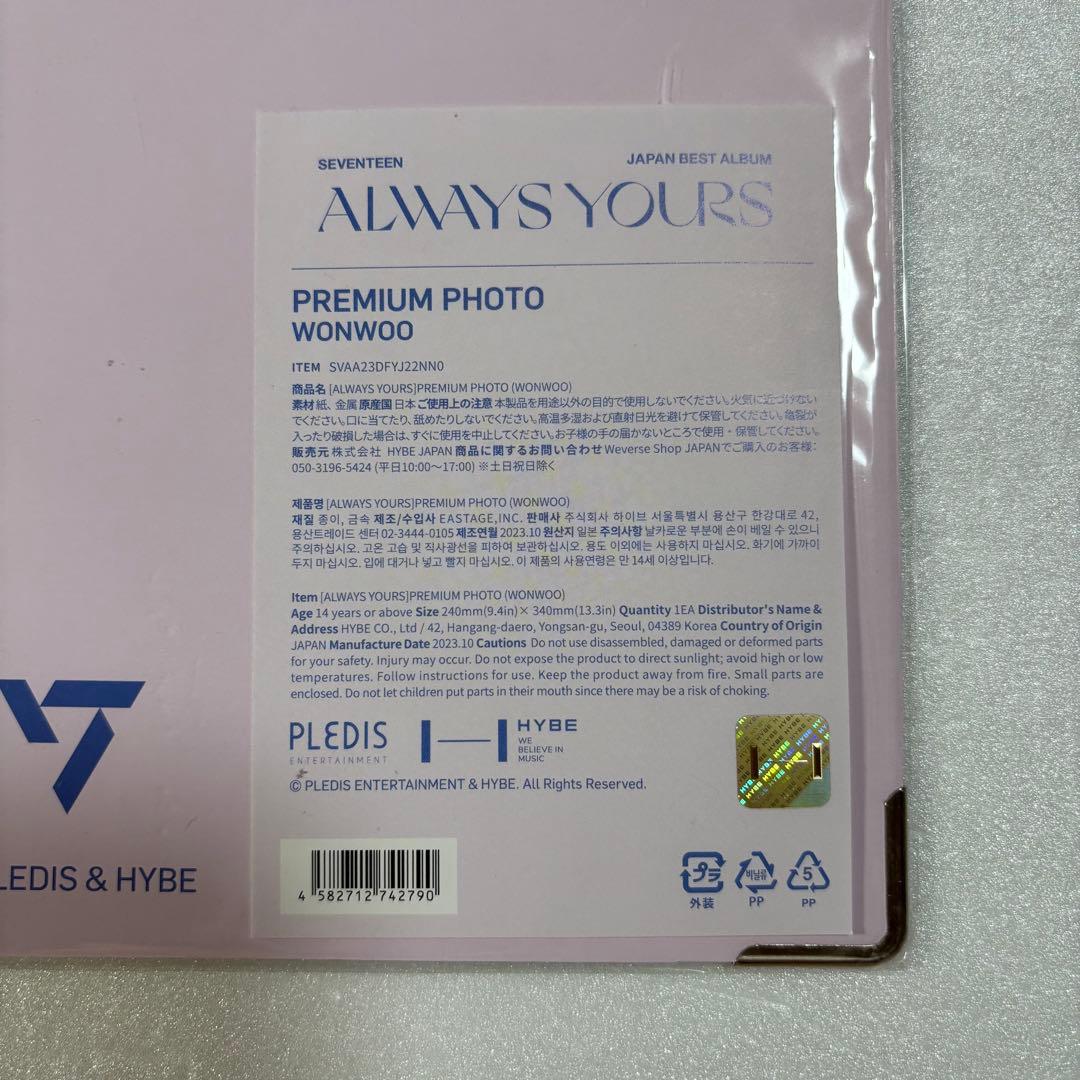 SEVENTEEN JAPAN BEST ALBUM
ALWAYS YOURS
PREMIUM PHOTO
WONWOO
ITEM SVAA23DFYJ22NN0
商品名 [ALWAYS YOURS]PREMIUM PHOTO (WONWOO)
素材 紙、金属 原産国 日本 ご使用上の注意 本製品を用途以外の目的で使用しないでください。火気に近づけない
でください。口に当てたり、舐めたりしないでください。高温多湿および直射日光を避けて保管してください。亀裂が
入ったり破損した場合は、すぐに使用を中止してください。お子様の手の届かないところで使用・保管してください。
販売元 株式会社 HYBE JAPAN 商品に関するお問い合わせ Weverse Shop JAPANでご購入のお客様：
050-3196-5424 (平日10:00～17:00) ※土日祝日除く
제품명 [ALWAYS YOURS]PREMIUM PHOTO (WONWOO)
재질 종이, 금속 제조/수입사 EASTAGE,INC. 판매사 주식회사 하이브 서울특별시 용산구 한강대로 42,
용산트레이드 센터 02-3444-0105 제조연월 2023.10 원산지 일본 주의사항 날카로운 부분에 손이 베일 수 있으니
주의하십시오. 고온 고습 및 직사광선을 피하여 보관하십시오. 용도 이외에는 사용하지 마십시오. 화기에 가까이
두지 마십시오. 입에 대거나 넣고 빨지 마십시오. 이 제품의 사용연령은 만 14세 이상입니다.
Item [ALWAYS YOURS]PREMIUM PHOTO (WONWOO)
Age 14 years or above Size 240mm(9.4in)× 340mm(13.3in) Quantity 1EA Distributor's Name &
Address HYBE CO., Ltd / 42, Hangang-daero, Yongsan-gu, Seoul, 04389 Korea Country of Origin
JAPAN Manufacture Date 2023.10 Cautions Do not use disassembled, damaged or deformed parts
for your safety. Injury may occur. Do not expose the product to direct sunlight; avoid high or low
temperatures. Follow instructions for use. Keep the product away from fire. Small parts are
enclosed. Do not let children put parts in their mouth since there may be a risk of choking.
PLEDIS
ENTERTAINMENT
HYBE
WE
BELIEVE IN
MUSIC
© PLEDIS ENTERTAINMENT & HYBE. All Rights Reserved.
LEDIS & HYBE
4 582712 742790
プラ
外装
비닐류
PP
5
PP